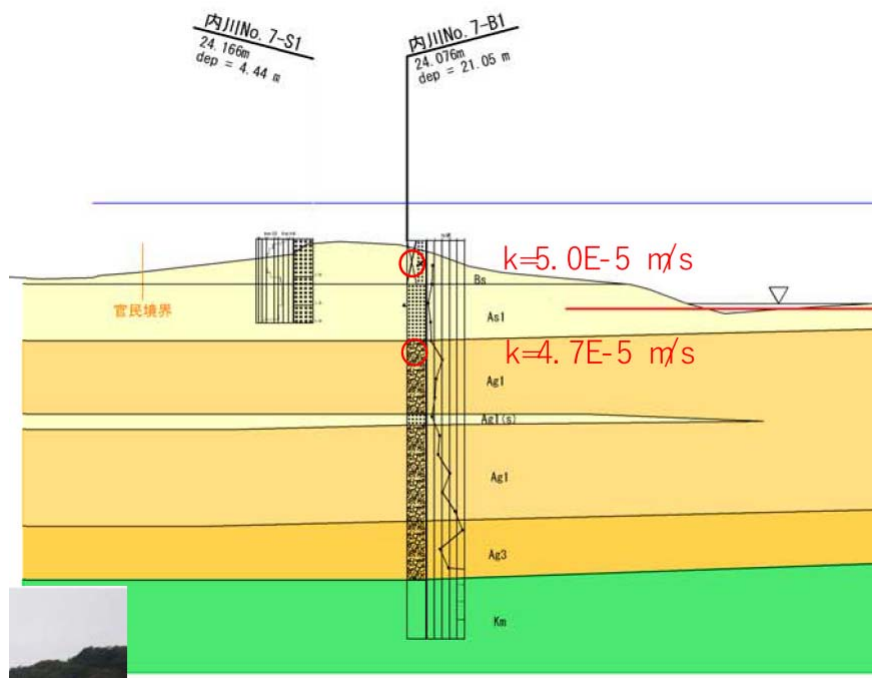 内川No. 7-S1
24.166m
dep = 4.44 m
内川No. 7-B1
24.076m
dep = 21.05 m
k=5.0E-5 m/s
Bs
官民境界
As1
k=4.7E-5 m/s
Ag1
Ag1(s)
Ag1
Ag3
Km